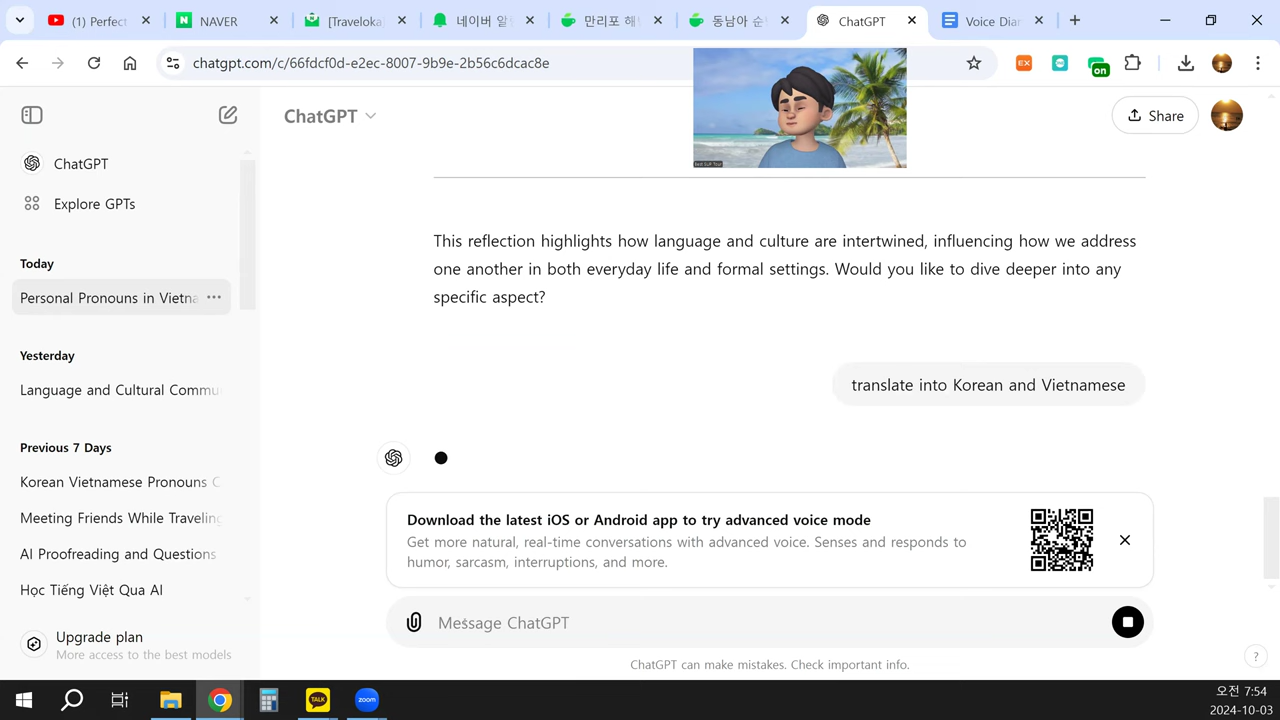 (1) Perfect
NAVER
[Traveloka
네이버 알
만리포 해
동남아 순
ChatGPT
Voice Diar
chatgpt.com/c/66fdcf0d-e2ec-8007-9b9e-2b56c6dcac8e
EX
on
ChatGPT
Share
ChatGPT
Explore GPTs
Today
Personal Pronouns in Vietna
Yesterday
Language and Cultural Commu
Previous 7 Days
Korean Vietnamese Pronouns C
Meeting Friends While Traveling
AI Proofreading and Questions
Học Tiếng Việt Qua AI
Upgrade plan
More access to the best models
This reflection highlights how language and culture are intertwined, influencing how we address
one another in both everyday life and formal settings. Would you like to dive deeper into any
specific aspect?
translate into Korean and Vietnamese
Download the latest iOS or Android app to try advanced voice mode
Get more natural, real-time conversations with advanced voice. Senses and responds to
humor, sarcasm, interruptions, and more.
Message ChatGPT
ChatGPT can make mistakes. Check important info.
?
TALK
zoom
오전 7:54
2024-10-03